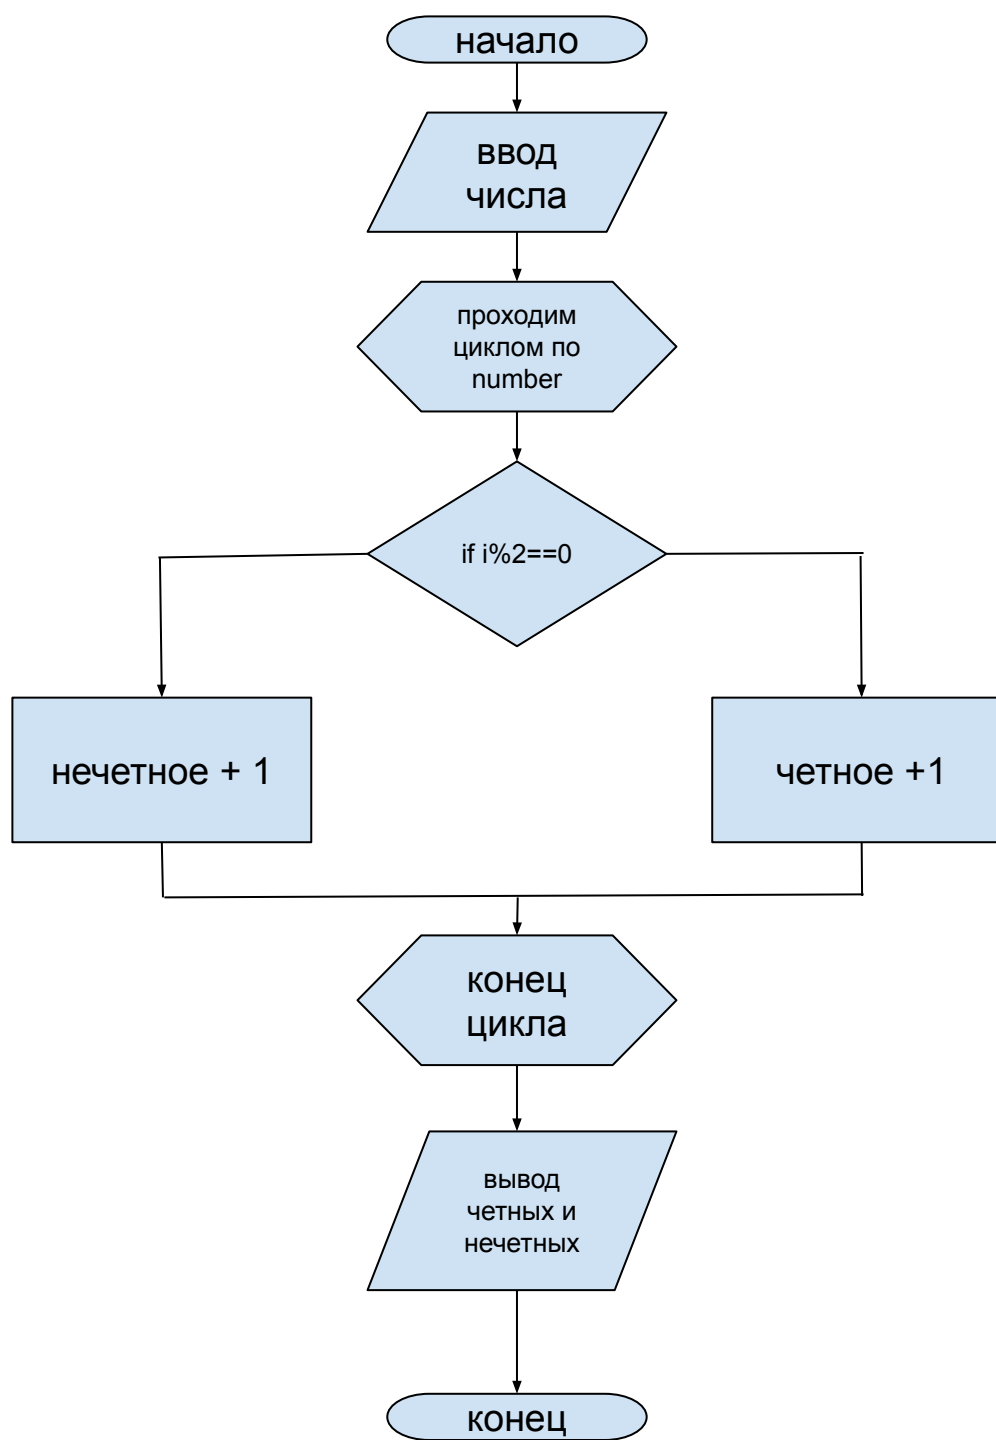 начало
ввод
числа
проходим
циклом по
number
if i%2==0
нечетное + 1
четное +1
конец
цикла
вывод
четных и
нечетных
конец